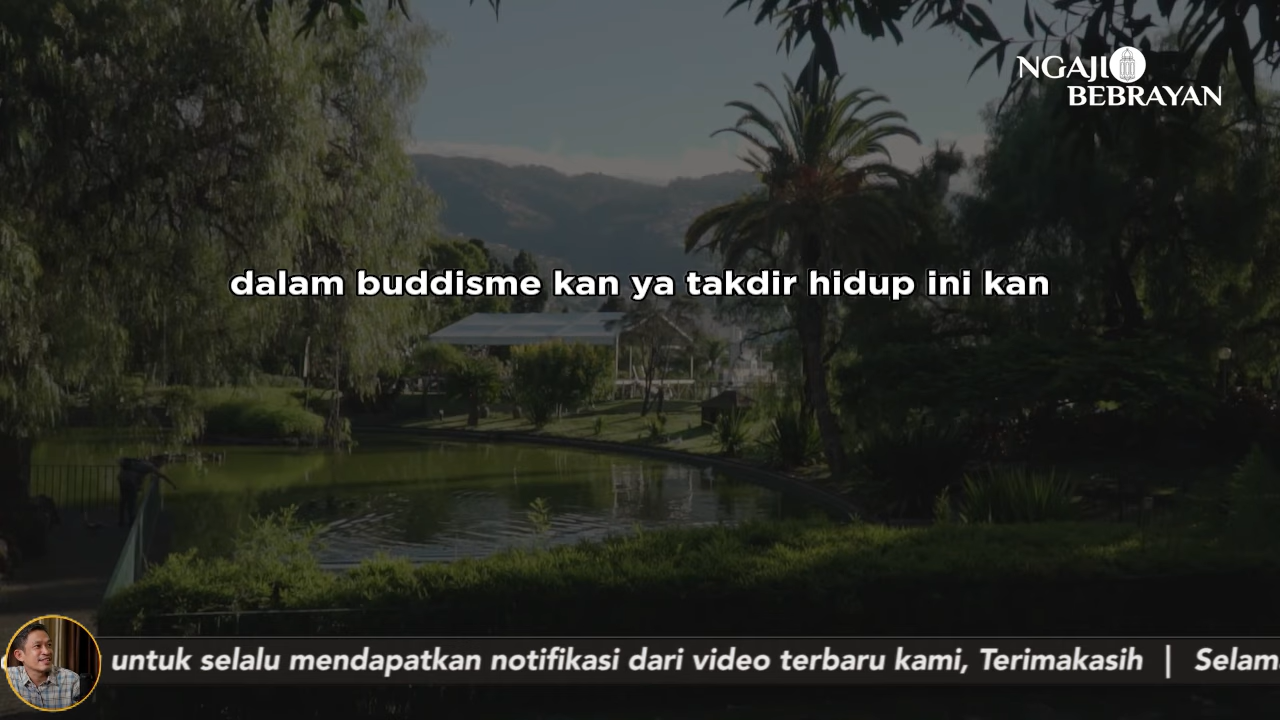 NGAJI
BEBRAYAN
dalam buddisme kan ya takdir hidup ini kan
untuk selalu mendapatkan notifikasi dari video terbaru kami, Terimakasih | Selam